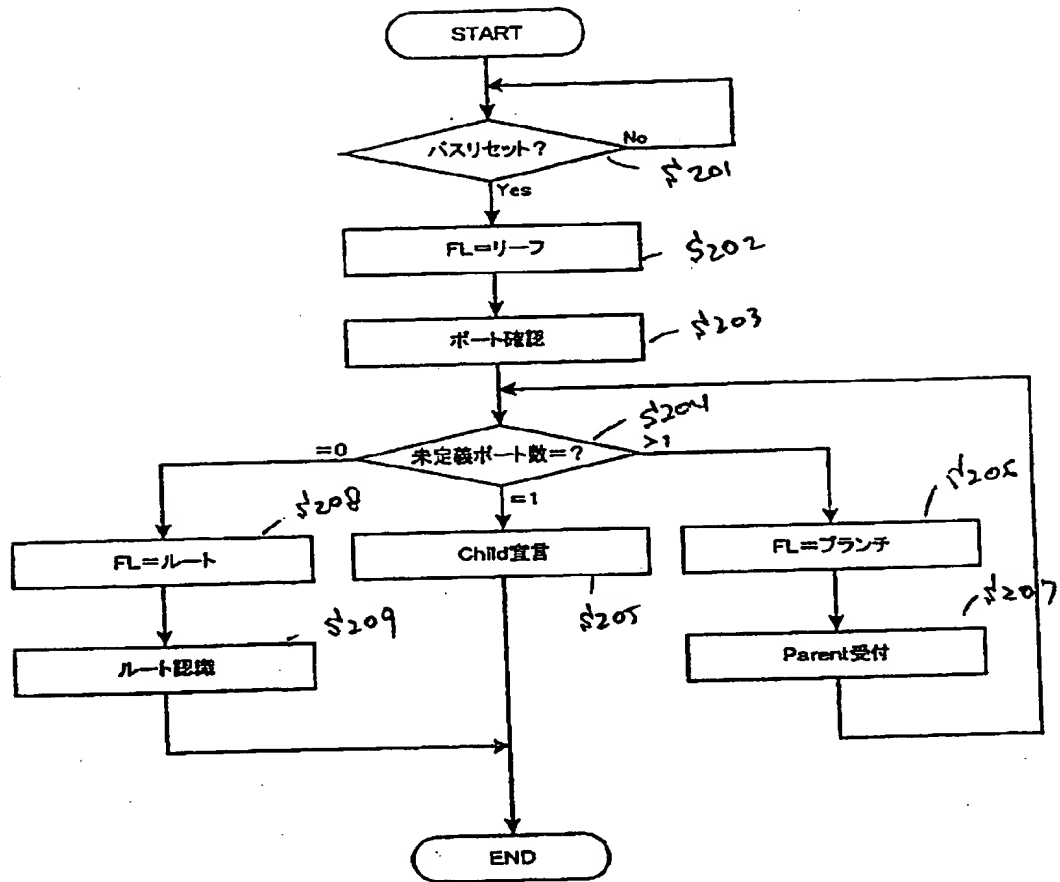 START
バスリセット?
No
S201
Yes
FL=リーフ
S202
ポート確認
S203
S204
=0
未定義ポート数=?
>1
=1
S208
S206
FL=ルート
Child宣言
FL=ブランチ
S209
S205
S207
ルート認識
Parent受付
END